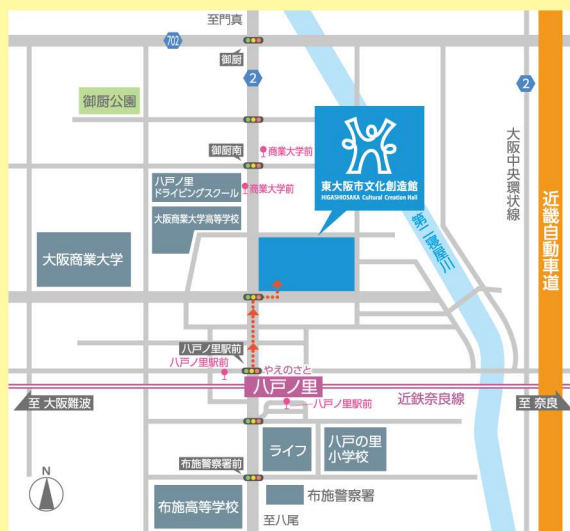 至門真
702
御厨
2
2
御厨公園
御厨南
商業大学前
東大阪市文化創造館
HIGASHIOSAKA Cultural Creation Hall
大阪中央環状線
近畿自動車道
八戸ノ里
ドライビングスクール
商業大学前
大阪商業大学高等学校
第二寝屋川
大阪商業大学
八戸ノ里駅前
やえのさと
八戸ノ里駅前
八戸ノ里
近鉄奈良線
至 大阪難波
八戸ノ里駅前
至 奈良
ライフ
八戸の里
小学校
布施警察署前
N
布施高等学校
布施警察署
至八尾